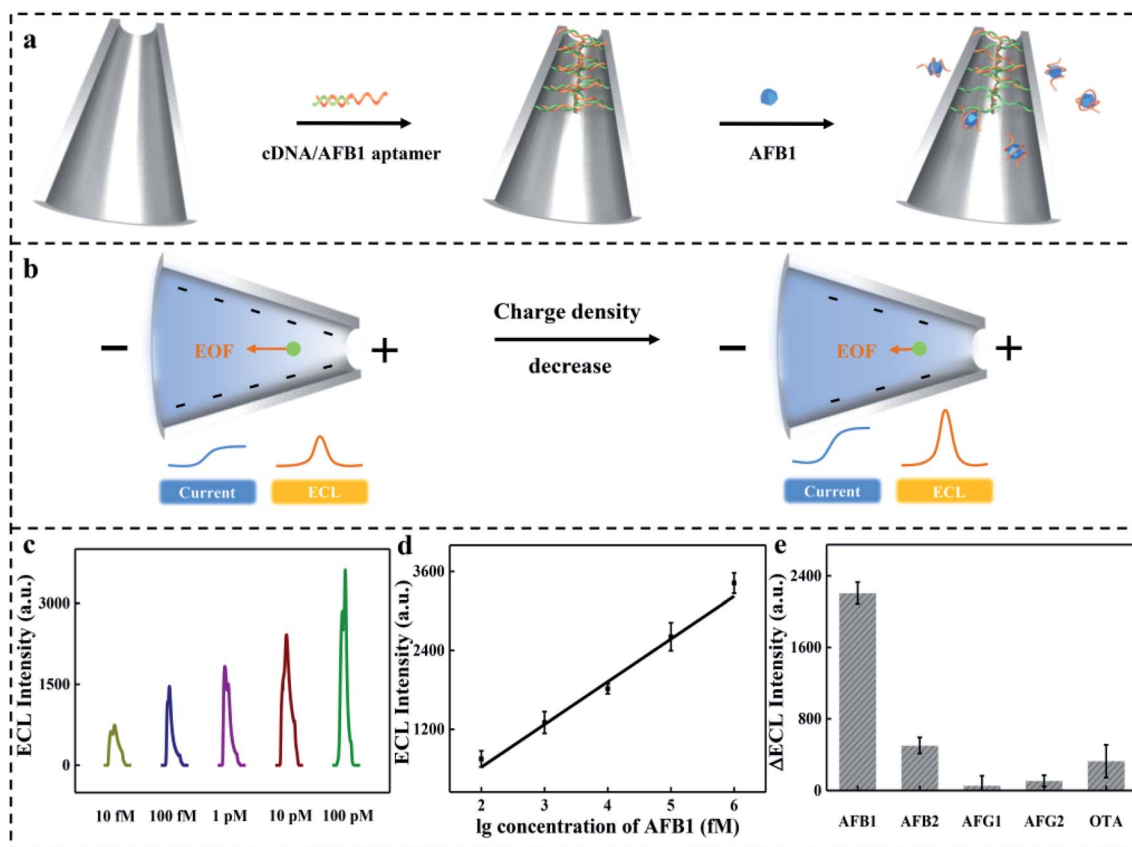 a
cDNA/AFB1 aptamer
AFB1
b
− EOF +
Charge density
decrease
− EOF +
Current ECL
Current ECL
c
ECL Intensity (a.u.)
3000
1500
0
10 fM 100 fM 1 pM 10 pM 100 pM
d
ECL Intensity (a.u.)
3600
2400
1200
2 3 4 5 6
lg concentration of AFB1 (fM)
e
ΔECL Intensity (a.u.)
2400
1600
800
0
AFB1 AFB2 AFG1 AFG2 OTA